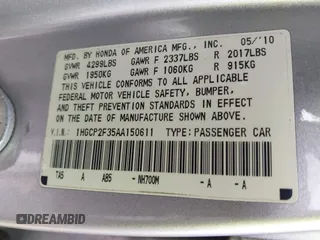 MFD. BY HONDA OF AMERICA MFG., INC. 05/'10
GVWR 4299LBS GAWR F 2337LBS R 2017LBS
GVWR 1950KG GAWR F 1060KG R 915KG
THIS VEHICLE CONFORMS TO ALL APPLICABLE
FEDERAL MOTOR VEHICLE SAFETY, BUMPER,
AND THEFT PREVENTION STANDARDS IN EFFECT ON
THE DATE OF MANUFACTURE SHOWN ABOVE.
V.I.N.: 1HGCP2F35AA150611 TYPE: PASSENGER CAR
A AB5 - NH700M - A - A
DREAMBID